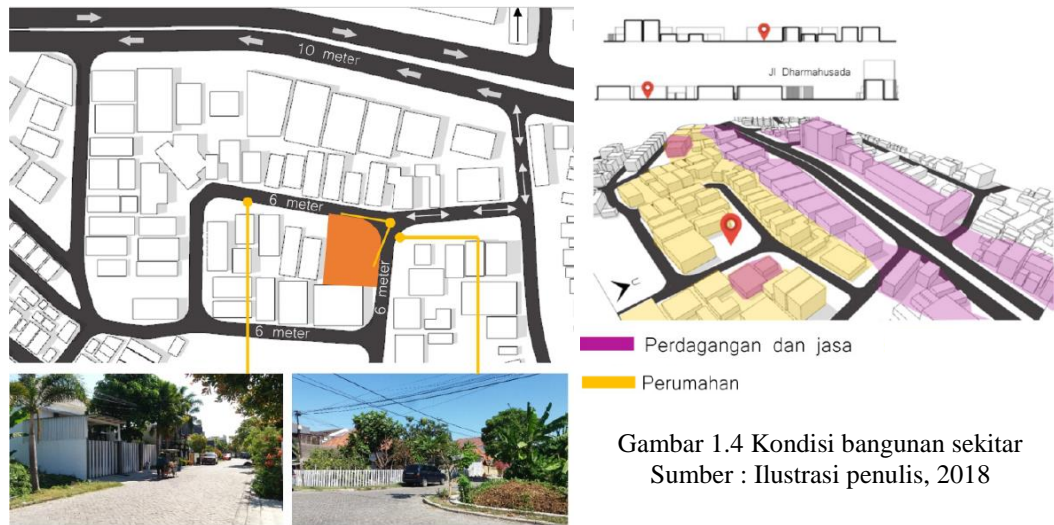 10 meter
6 meter
6 meter
6 meter
Jl Dharmahusada
Perdagangan dan jasa
Perumahan
Gambar 1.4 Kondisi bangunan sekitar
Sumber : Ilustrasi penulis, 2018